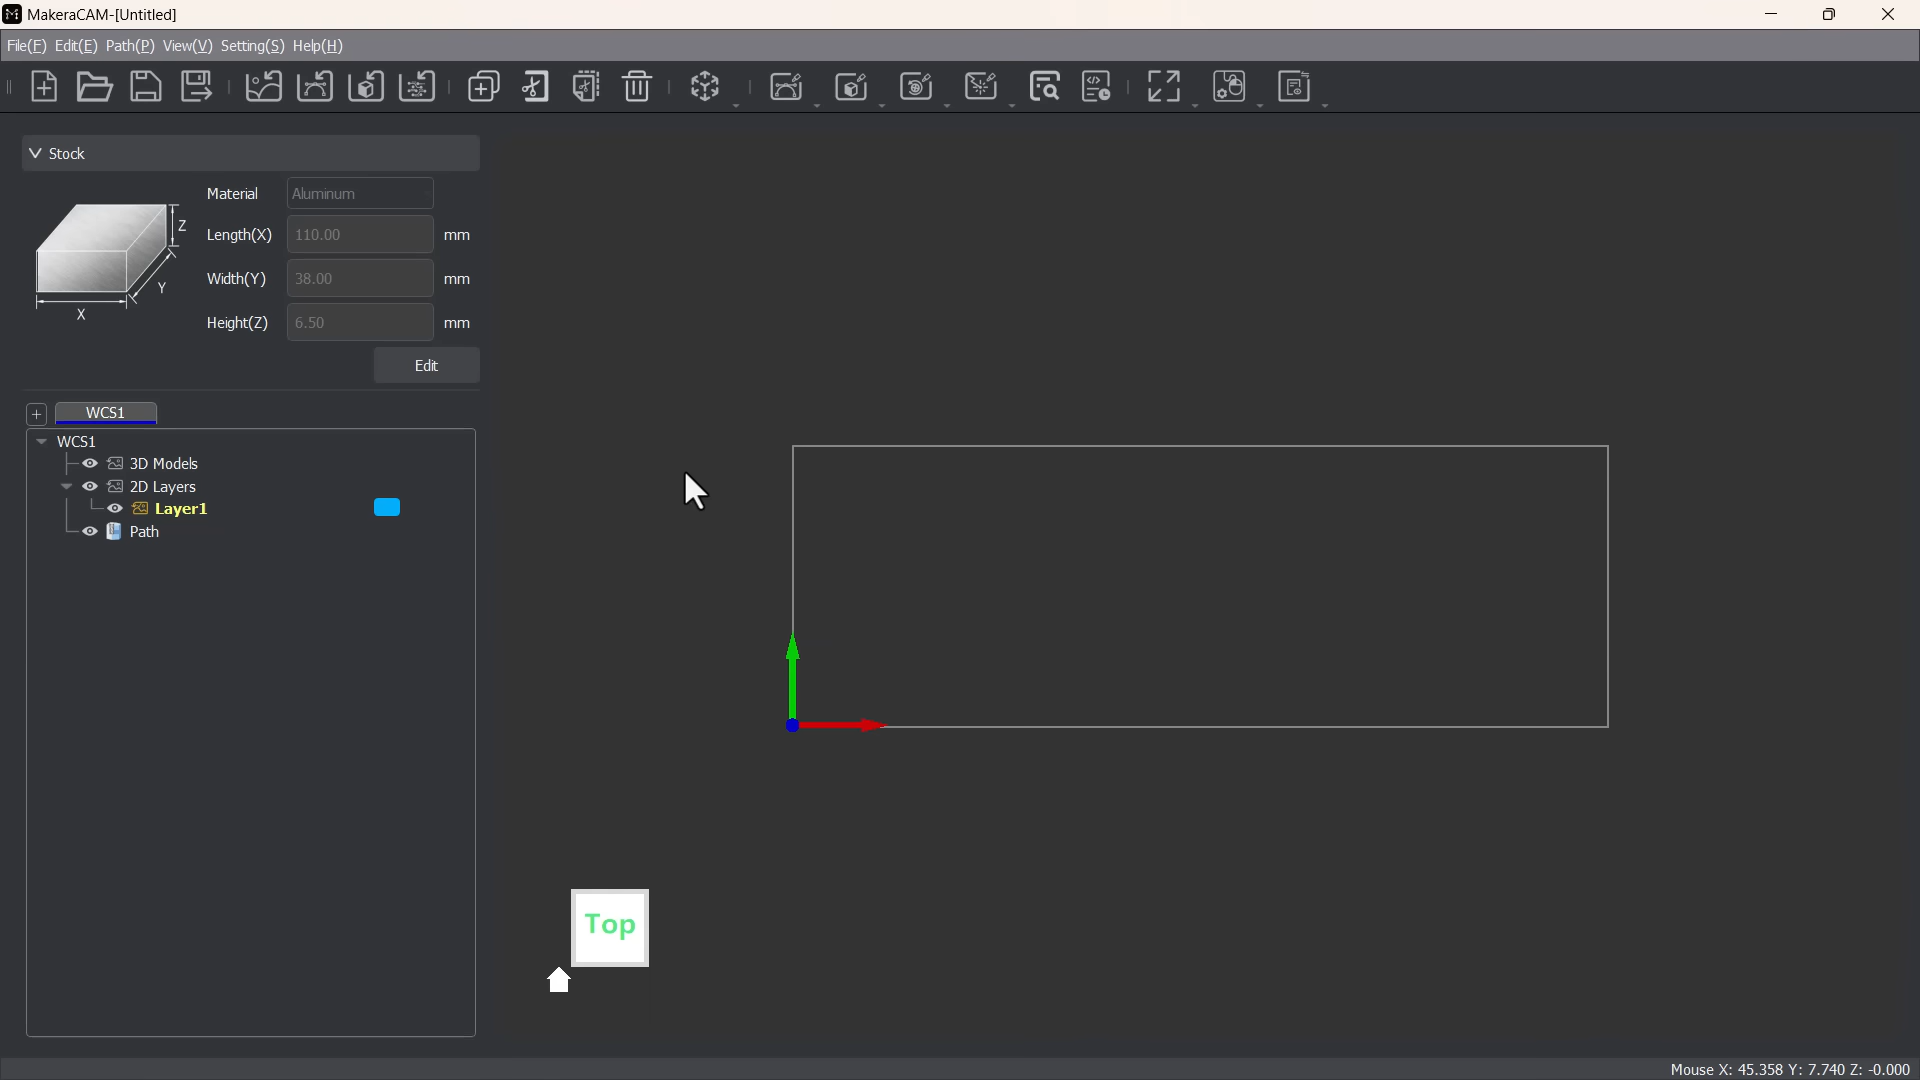 MakeraCAM-[Untitled]
File(F) Edit(E) Path(P) View(V) Setting(S) Help(H)
Stock
Material Aluminum
Length(X) 110.00 mm
Width(Y) 38.00 mm
Height(Z) 6.50 mm
Z
Y
X
Edit
+ WCS1
WCS1
3D Models
2D Layers
Layer1
Path
Top
Mouse X: 45.358 Y: 7.740 Z: -0.000